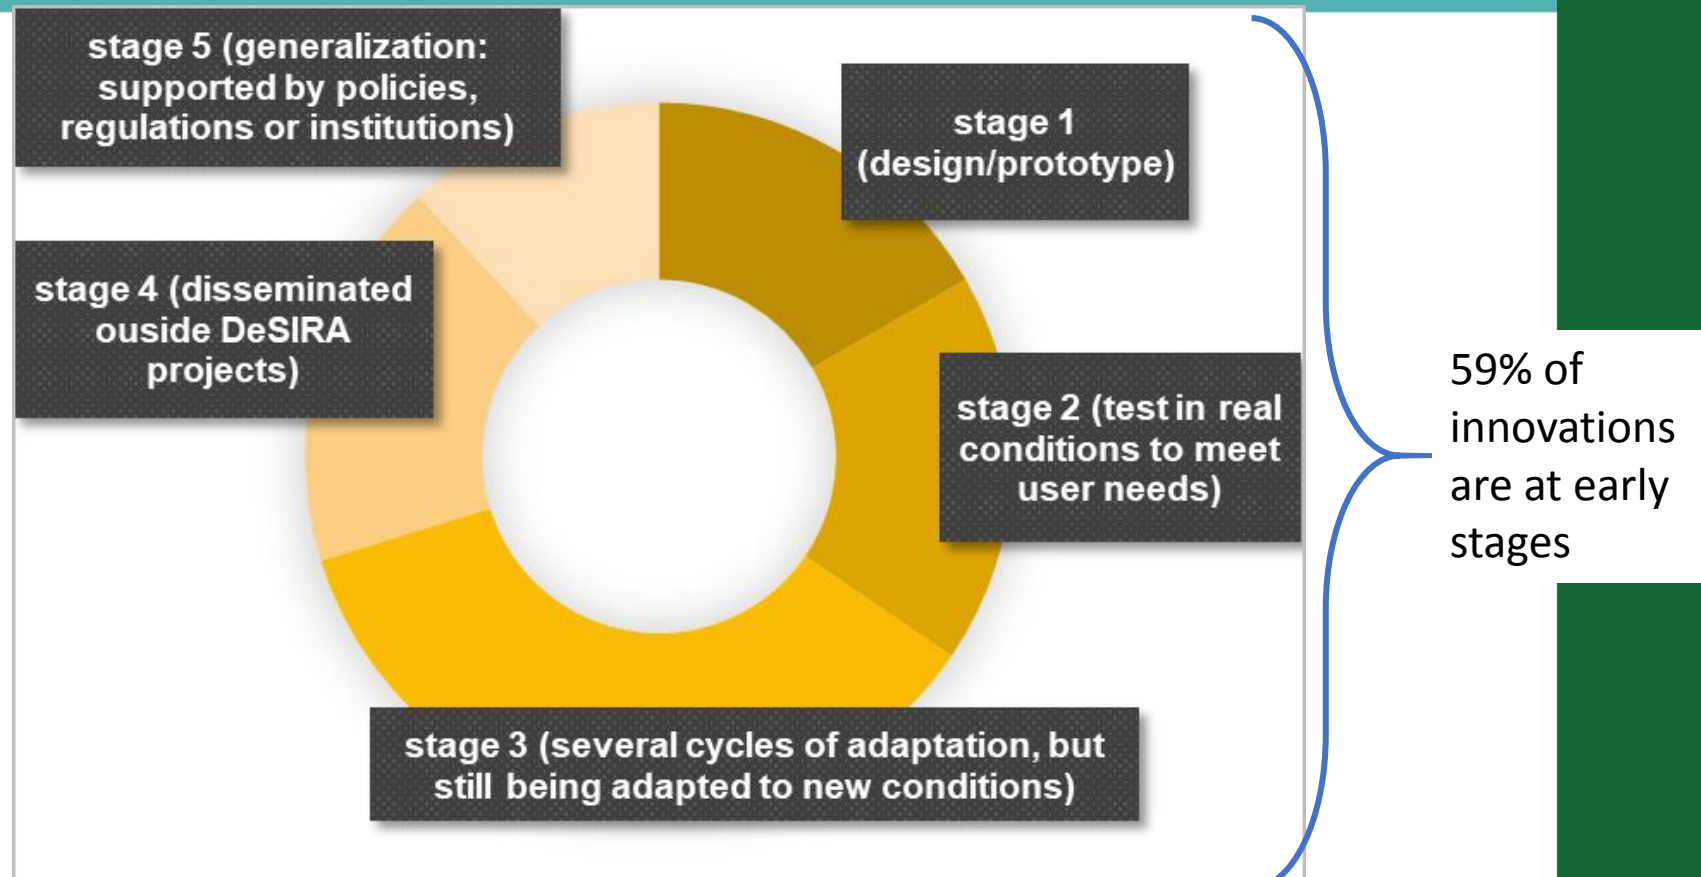 stage 5 (generalization:
supported by policies,
regulations or institutions)
stage 1
(design/prototype)
stage 4 (disseminated
ouside DeSIRA
projects)
stage 2 (test in real
conditions to meet
user needs)
stage 3 (several cycles of adaptation, but
still being adapted to new conditions)
59% of
innovations
are at early
stages